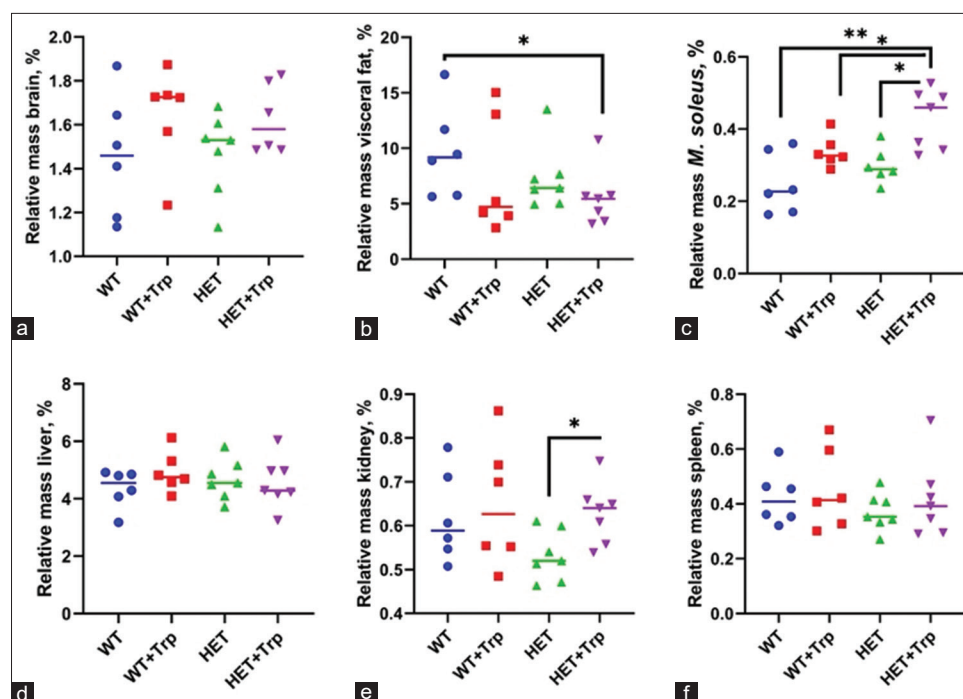 Relative mass brain, %
2.0
1.8
1.6
1.4
1.2
1.0
WT
WT+Trp
HET
HET+Trp
a
Relative mass visceral fat, %
20
15
10
5
0
*
WT
WT+Trp
HET
HET+Trp
b
Relative mass M. soleus, %
0.6
0.4
0.2
0.0
**
*
*
WT
WT+Trp
HET
HET+Trp
c
Relative mass liver, %
8
6
4
2
0
WT
WT+Trp
HET
HET+Trp
d
Relative mass kidney, %
0.9
0.8
0.7
0.6
0.5
0.4
*
WT
WT+Trp
HET
HET+Trp
e
Relative mass spleen, %
0.8
0.6
0.4
0.2
0.0
WT
WT+Trp
HET
HET+Trp
f